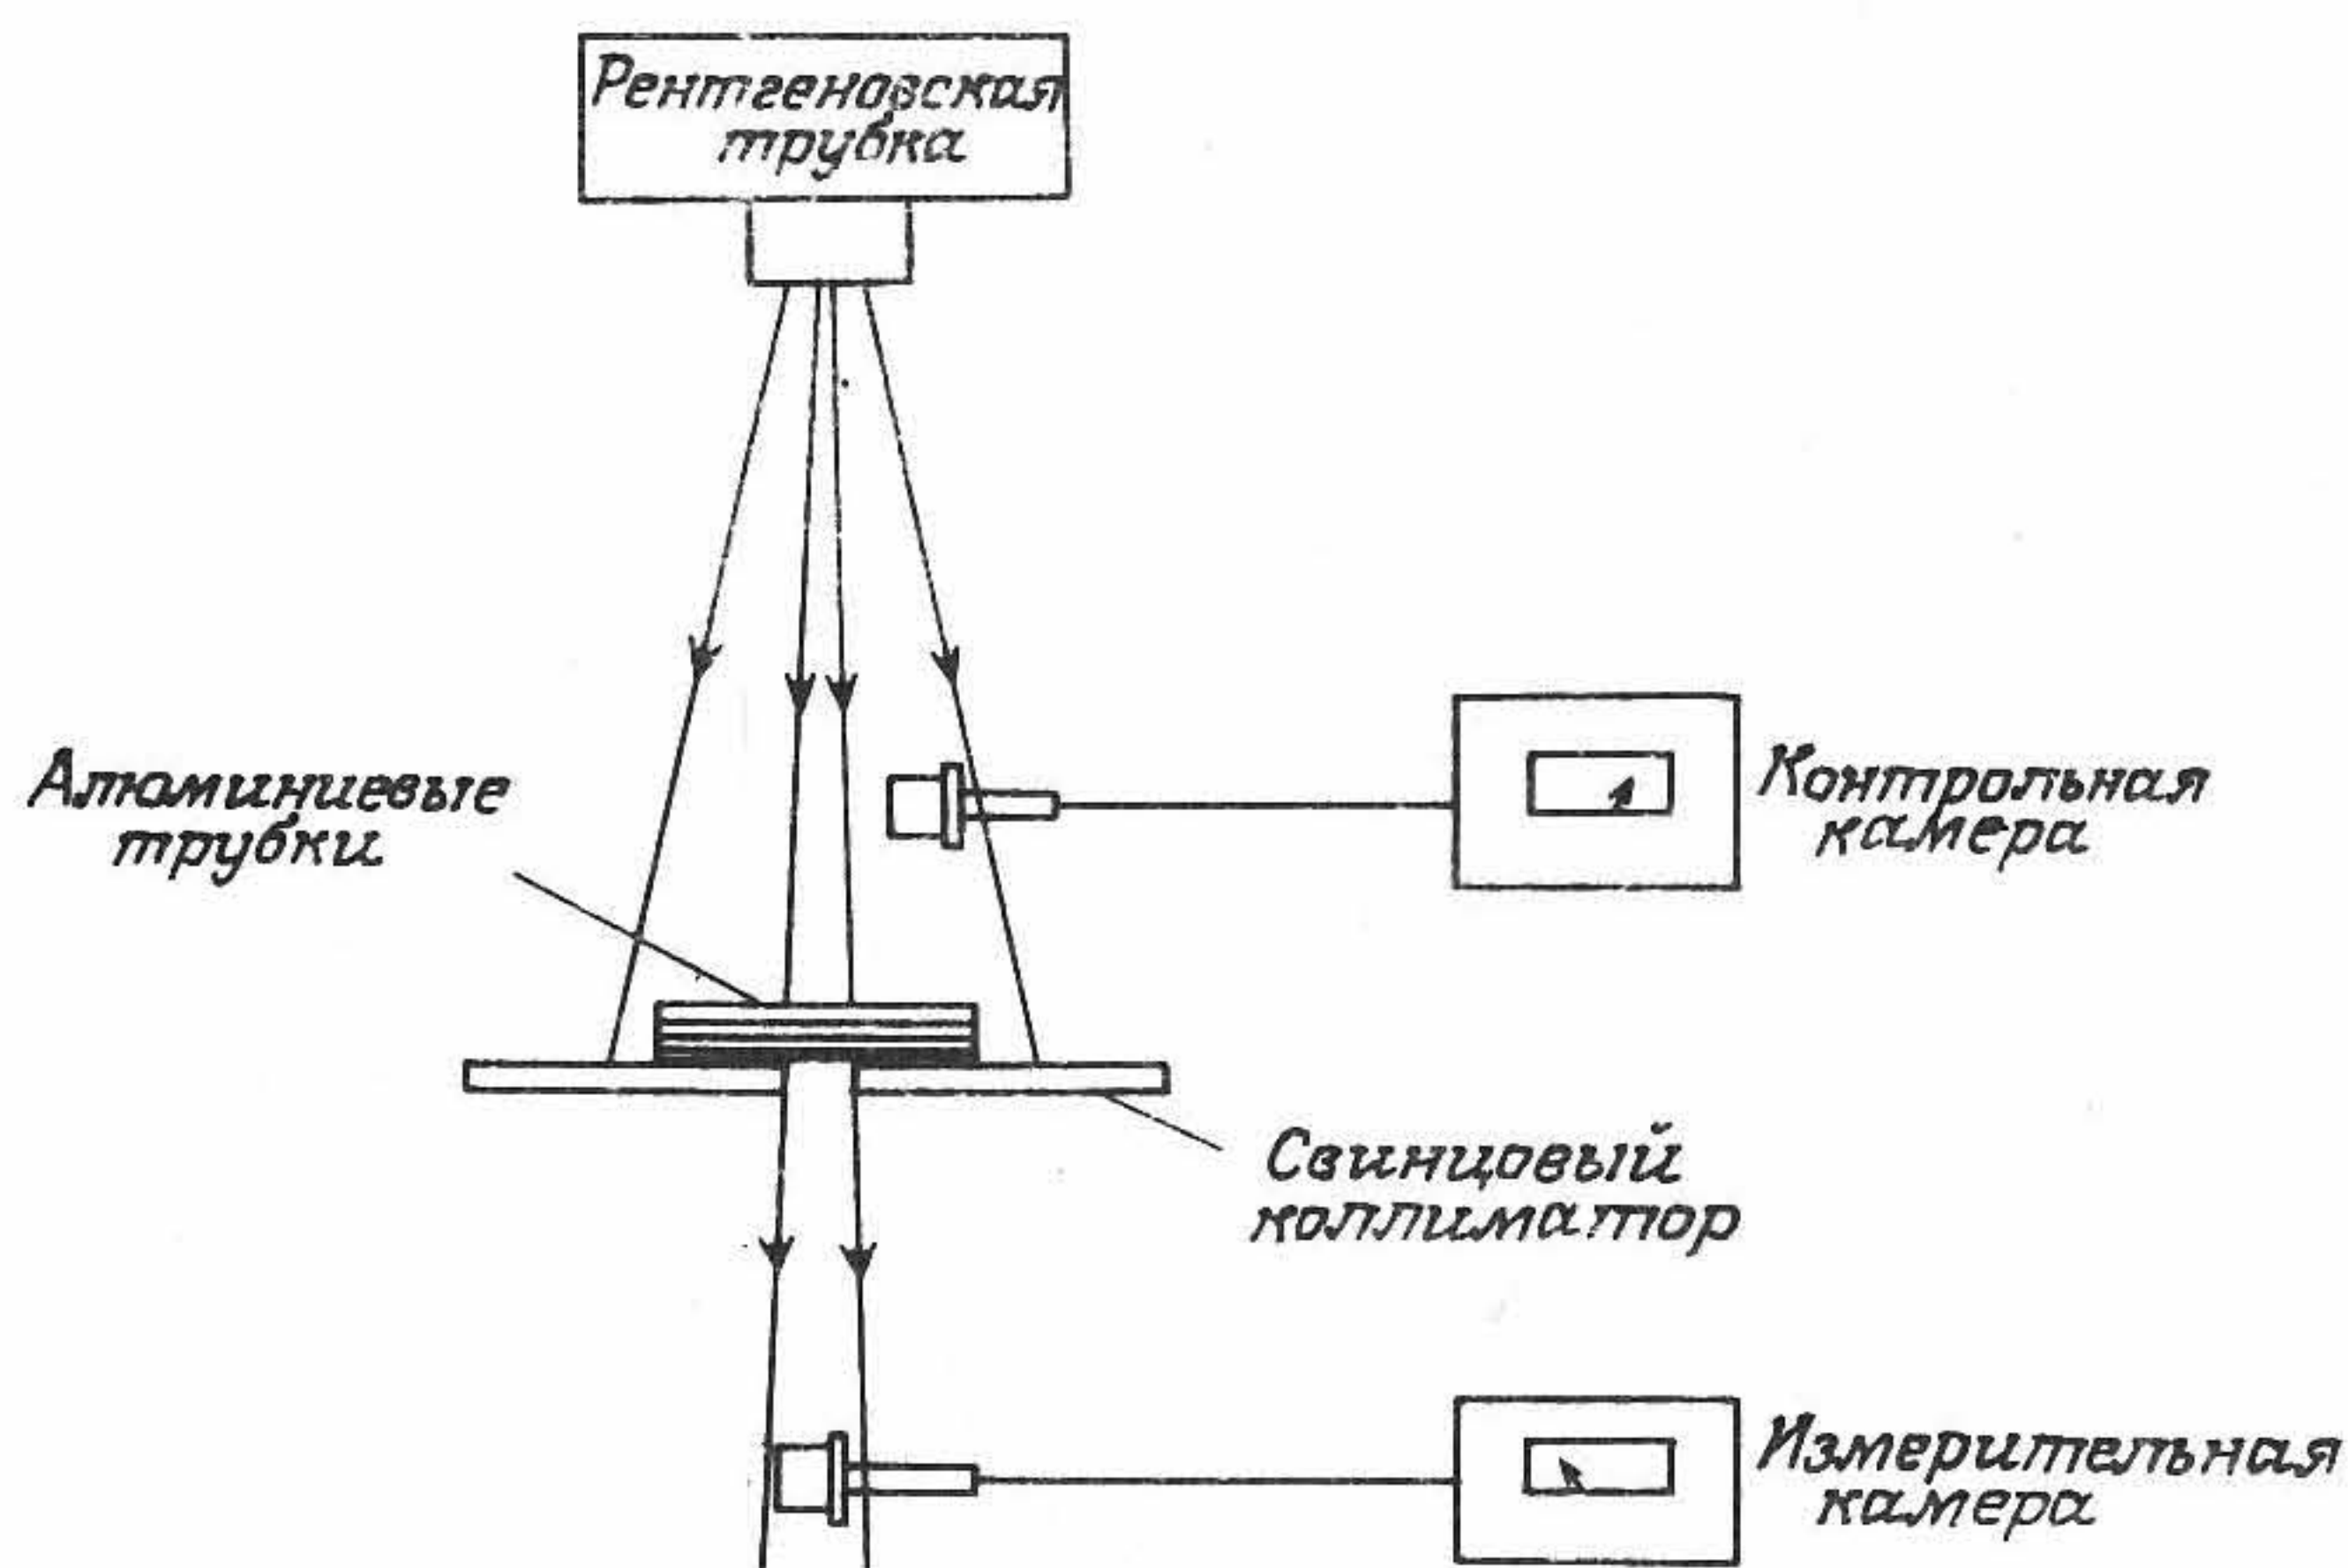 Рентгеновская
трубка
Алюминиевые
трубки
Контрольная
камера
Свинцовый
коллиматор
Измерительная
камера